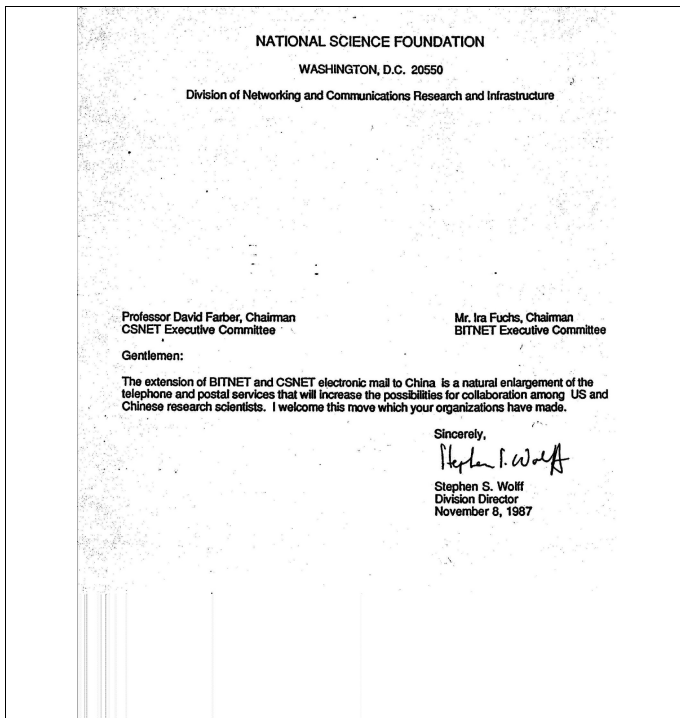 NATIONAL SCIENCE FOUNDATION
WASHINGTON, D.C. 20550
Division of Networking and Communications Research and Infrastructure
Professor David Farber, Chairman
CSNET Executive Committee
Mr. Ira Fuchs, Chairman
BITNET Executive Committee
Gentlemen:
The extension of BITNET and CSNET electronic mail to China is a natural enlargement of the
telephone and postal services that will increase the possibilities for collaboration among US and
Chinese research scientists. I welcome this move which your organizations have made.
Sincerely,
Stephen S. Wolff
Stephen S. Wolff
Division Director
November 8, 1987